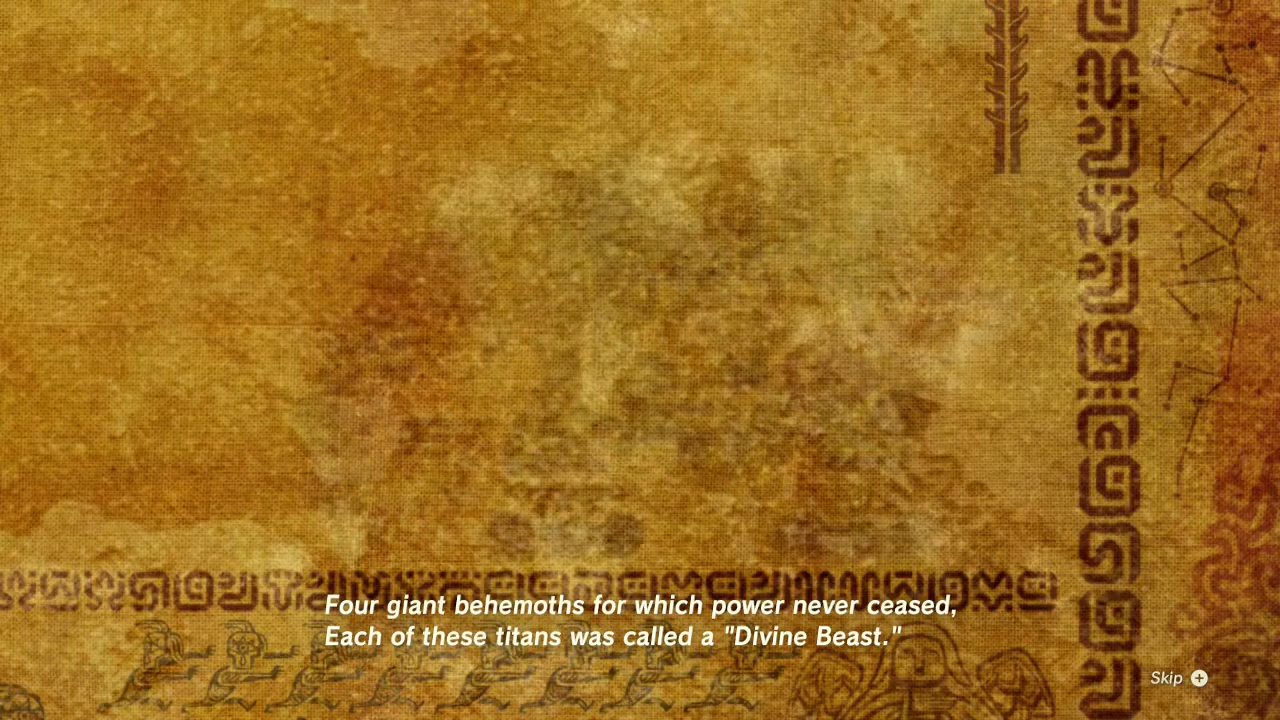 Four giant behemoths for which power never ceased,
Each of these titans was called a "Divine Beast."
Skip